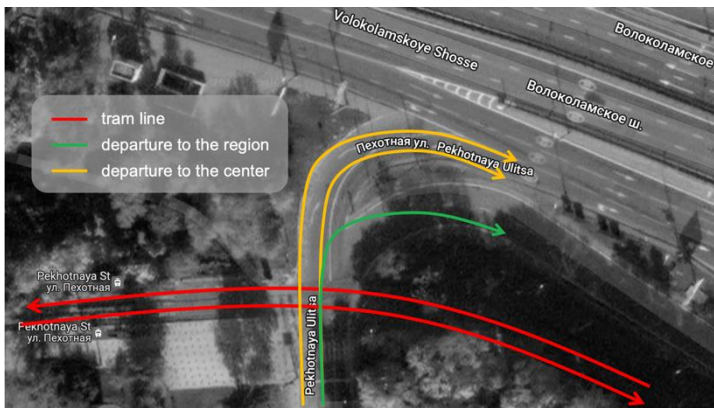 Volokolamskoye Shosse
Волоколамское
Волоколамское ш.
tram line
departure to the region
departure to the center
Пехотная ул. Pekhotnaya Ulitsa
Pekhotnaya St
ул. Пехотная
Pekhotnaya St
ул. Пехотная
Pekhotnaya Ulitsa